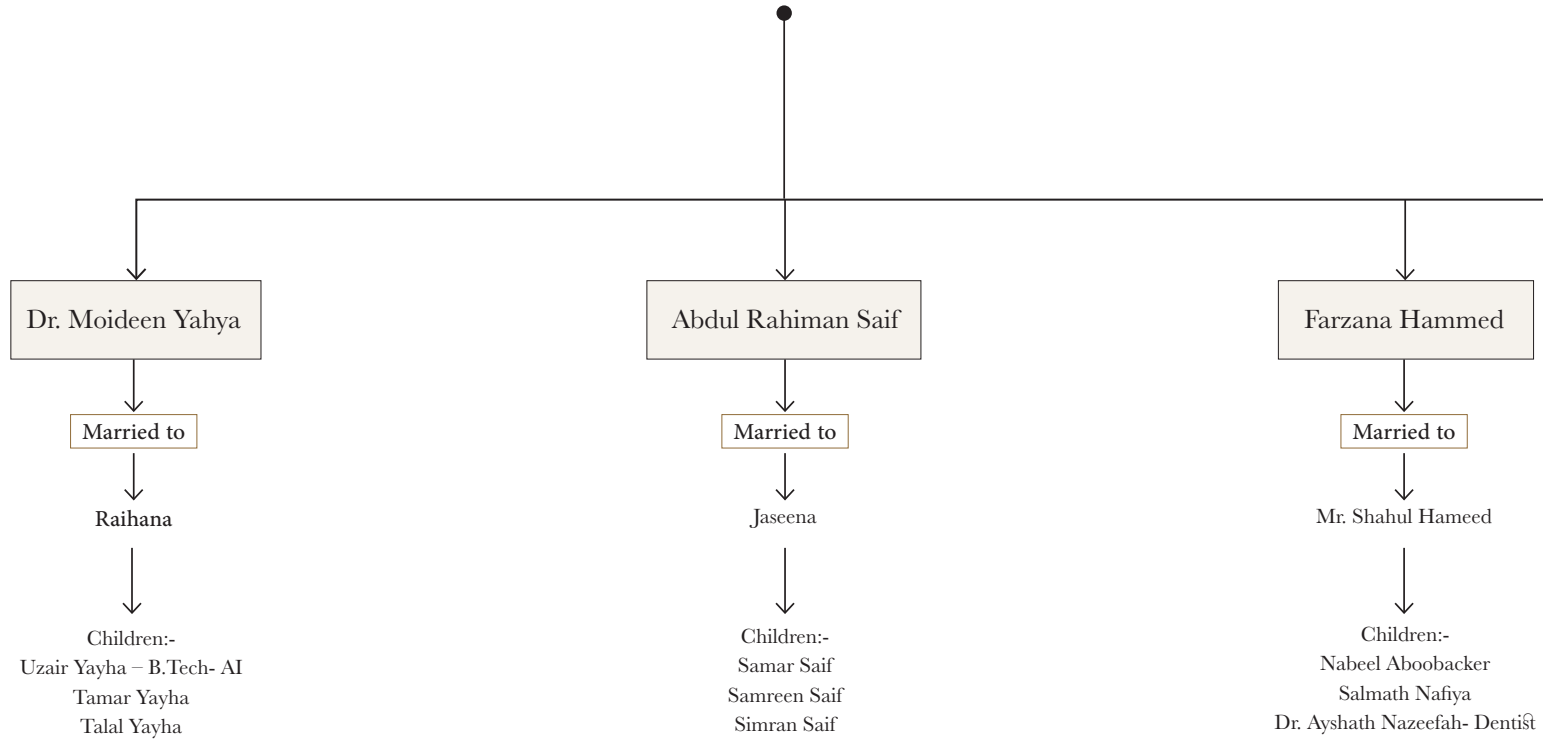 Dr. Moideen Yahya
Married to
Raihana
Children:-
Uzair Yayha – B.Tech- AI
Tamar Yayha
Talal Yayha
Abdul Rahiman Saif
Married to
Jaseena
Children:-
Samar Saif
Samreen Saif
Simran Saif
Farzana Hammed
Married to
Mr. Shahul Hameed
Children:-
Nabeel Aboobacker
Salmath Nafiya
Dr. Ayshath Nazeefah- Dentist